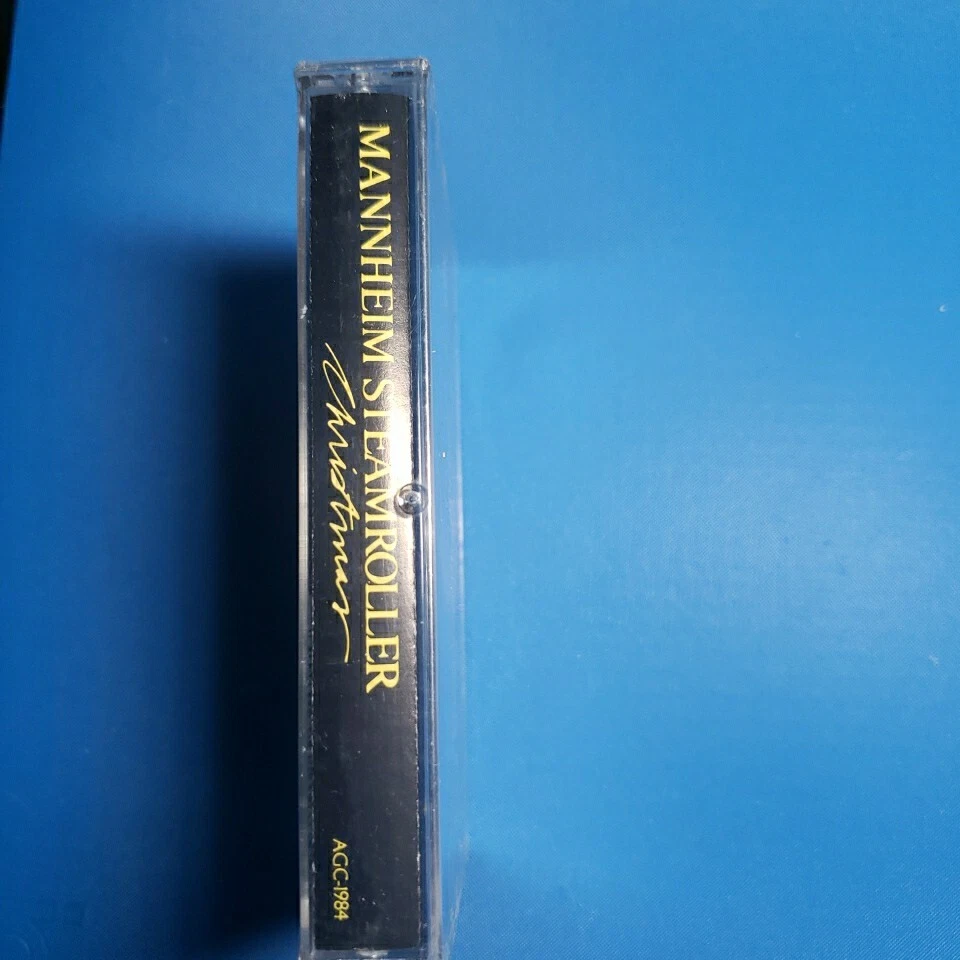 MANNHEIM STEAMROLLER
Christmas
AGC-1984